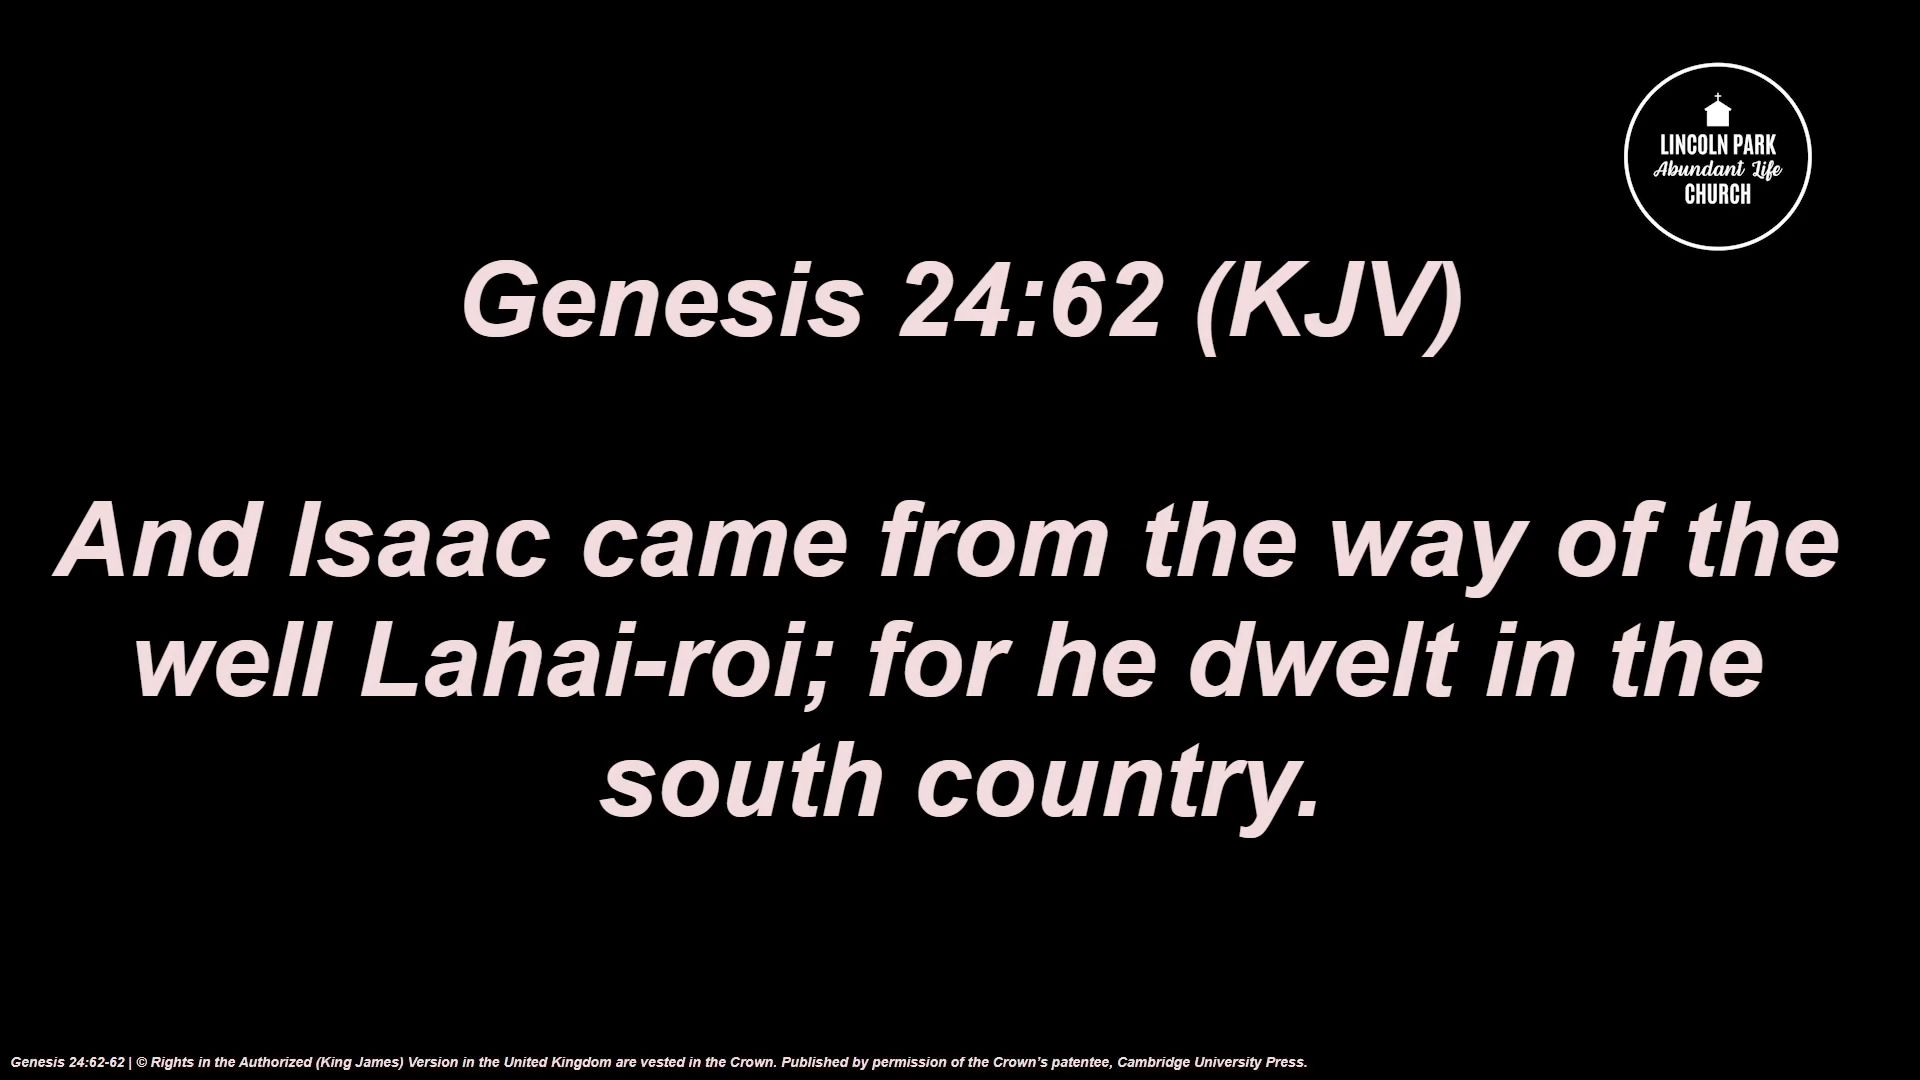 LINCOLN PARK
Abundant Life
CHURCH
Genesis 24:62 (KJV)
And Isaac came from the way of the
well Lahai-roi; for he dwelt in the
south country.
Genesis 24:62-62 | © Rights in the Authorized (King James) Version in the United Kingdom are vested in the Crown. Published by permission of the Crown’s patentee, Cambridge University Press.